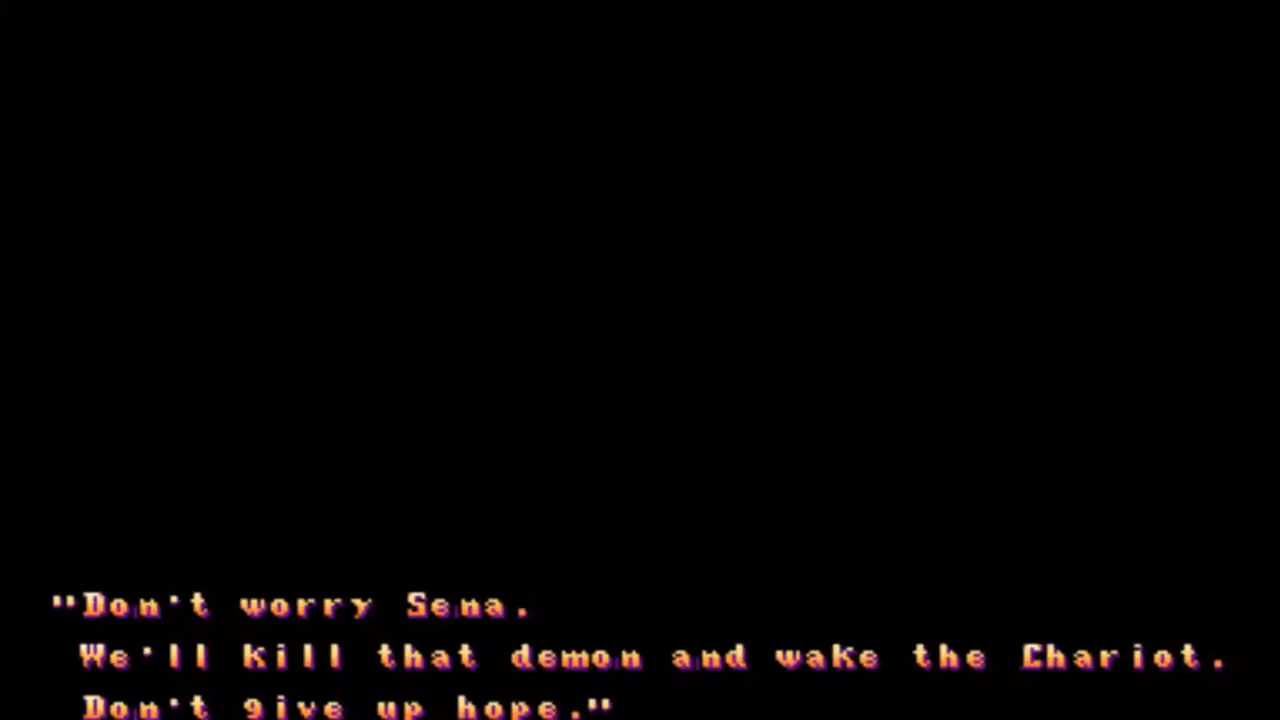 "Don't worry Sena.
We'll kill that demon and wake the Chariot.
Don't give up hope."